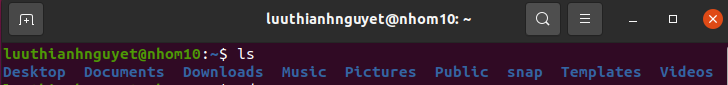 luuthianhnguyet@nhom10: ~
luuthianhnguyet@nhom10:~$ ls
Desktop Documents Downloads Music Pictures Public snap Templates Videos